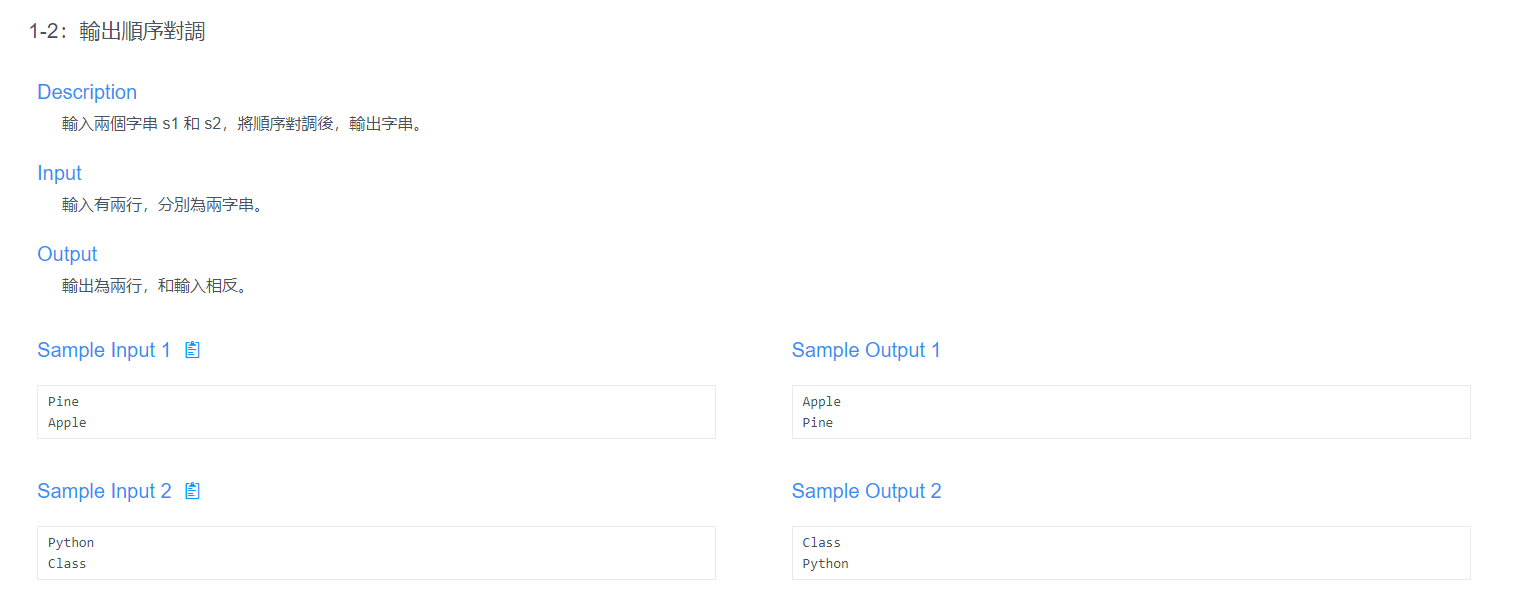 1-2：輸出順序對調
Description
輸入兩個字串 s1 和 s2，將順序對調後，輸出字串。
Input
輸入有兩行，分別為兩字串。
Output
輸出為兩行，和輸入相反。
Sample Input 1
Sample Output 1
Pine
Apple
Apple
Pine
Sample Input 2
Sample Output 2
Python
Class
Class
Python